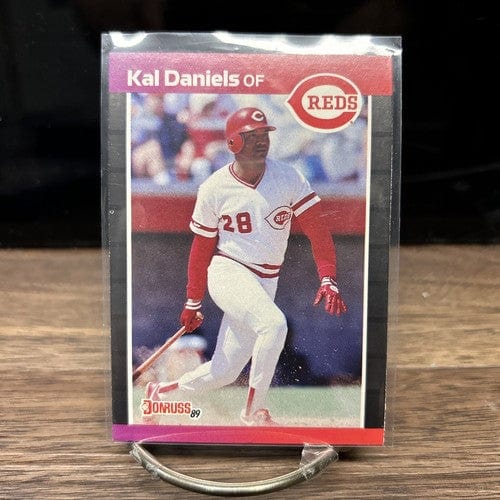 Kal Daniels OF
REDS
28
REDS
DONRUSS 89